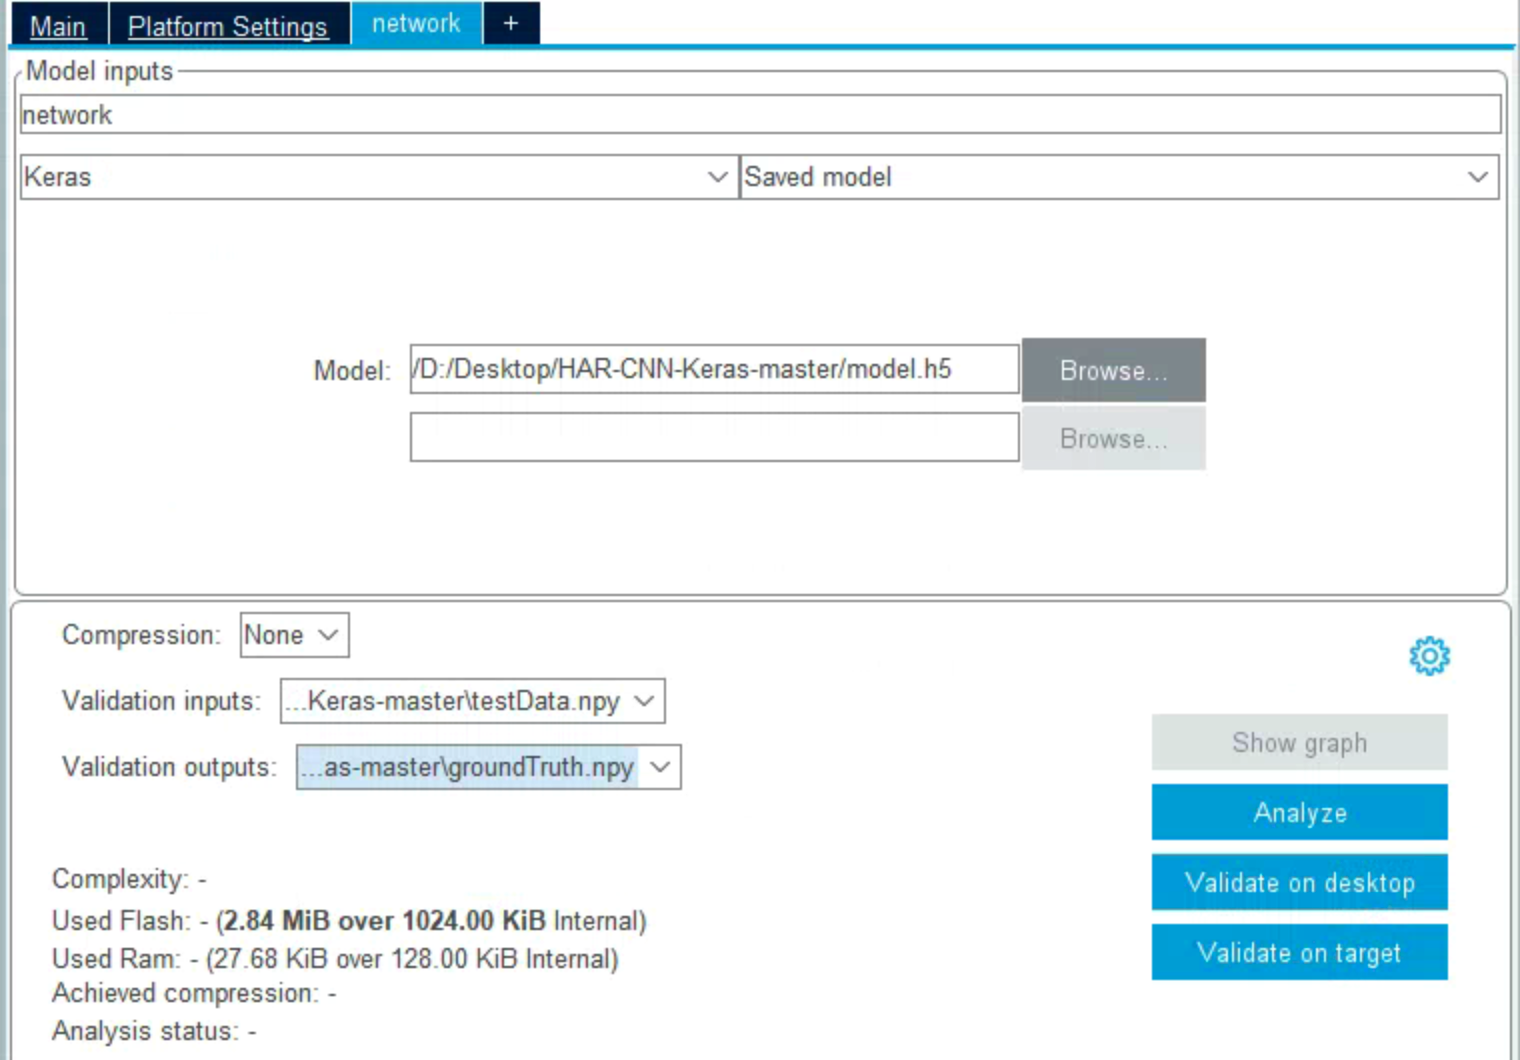 Main Platform Settings network +
Model inputs
network
Keras Saved model
Model: /D:/Desktop/HAR-CNN-Keras-master/model.h5 Browse...
Browse...
Compression: None
Validation inputs: ...Keras-master\testData.npy
Show graph
Validation outputs: ...as-master\groundTruth.npy
Analyze
Complexity: -
Validate on desktop
Used Flash: - (2.84 MiB over 1024.00 KiB Internal)
Used Ram: - (27.68 KiB over 128.00 KiB Internal)
Validate on target
Achieved compression: -
Analysis status: -